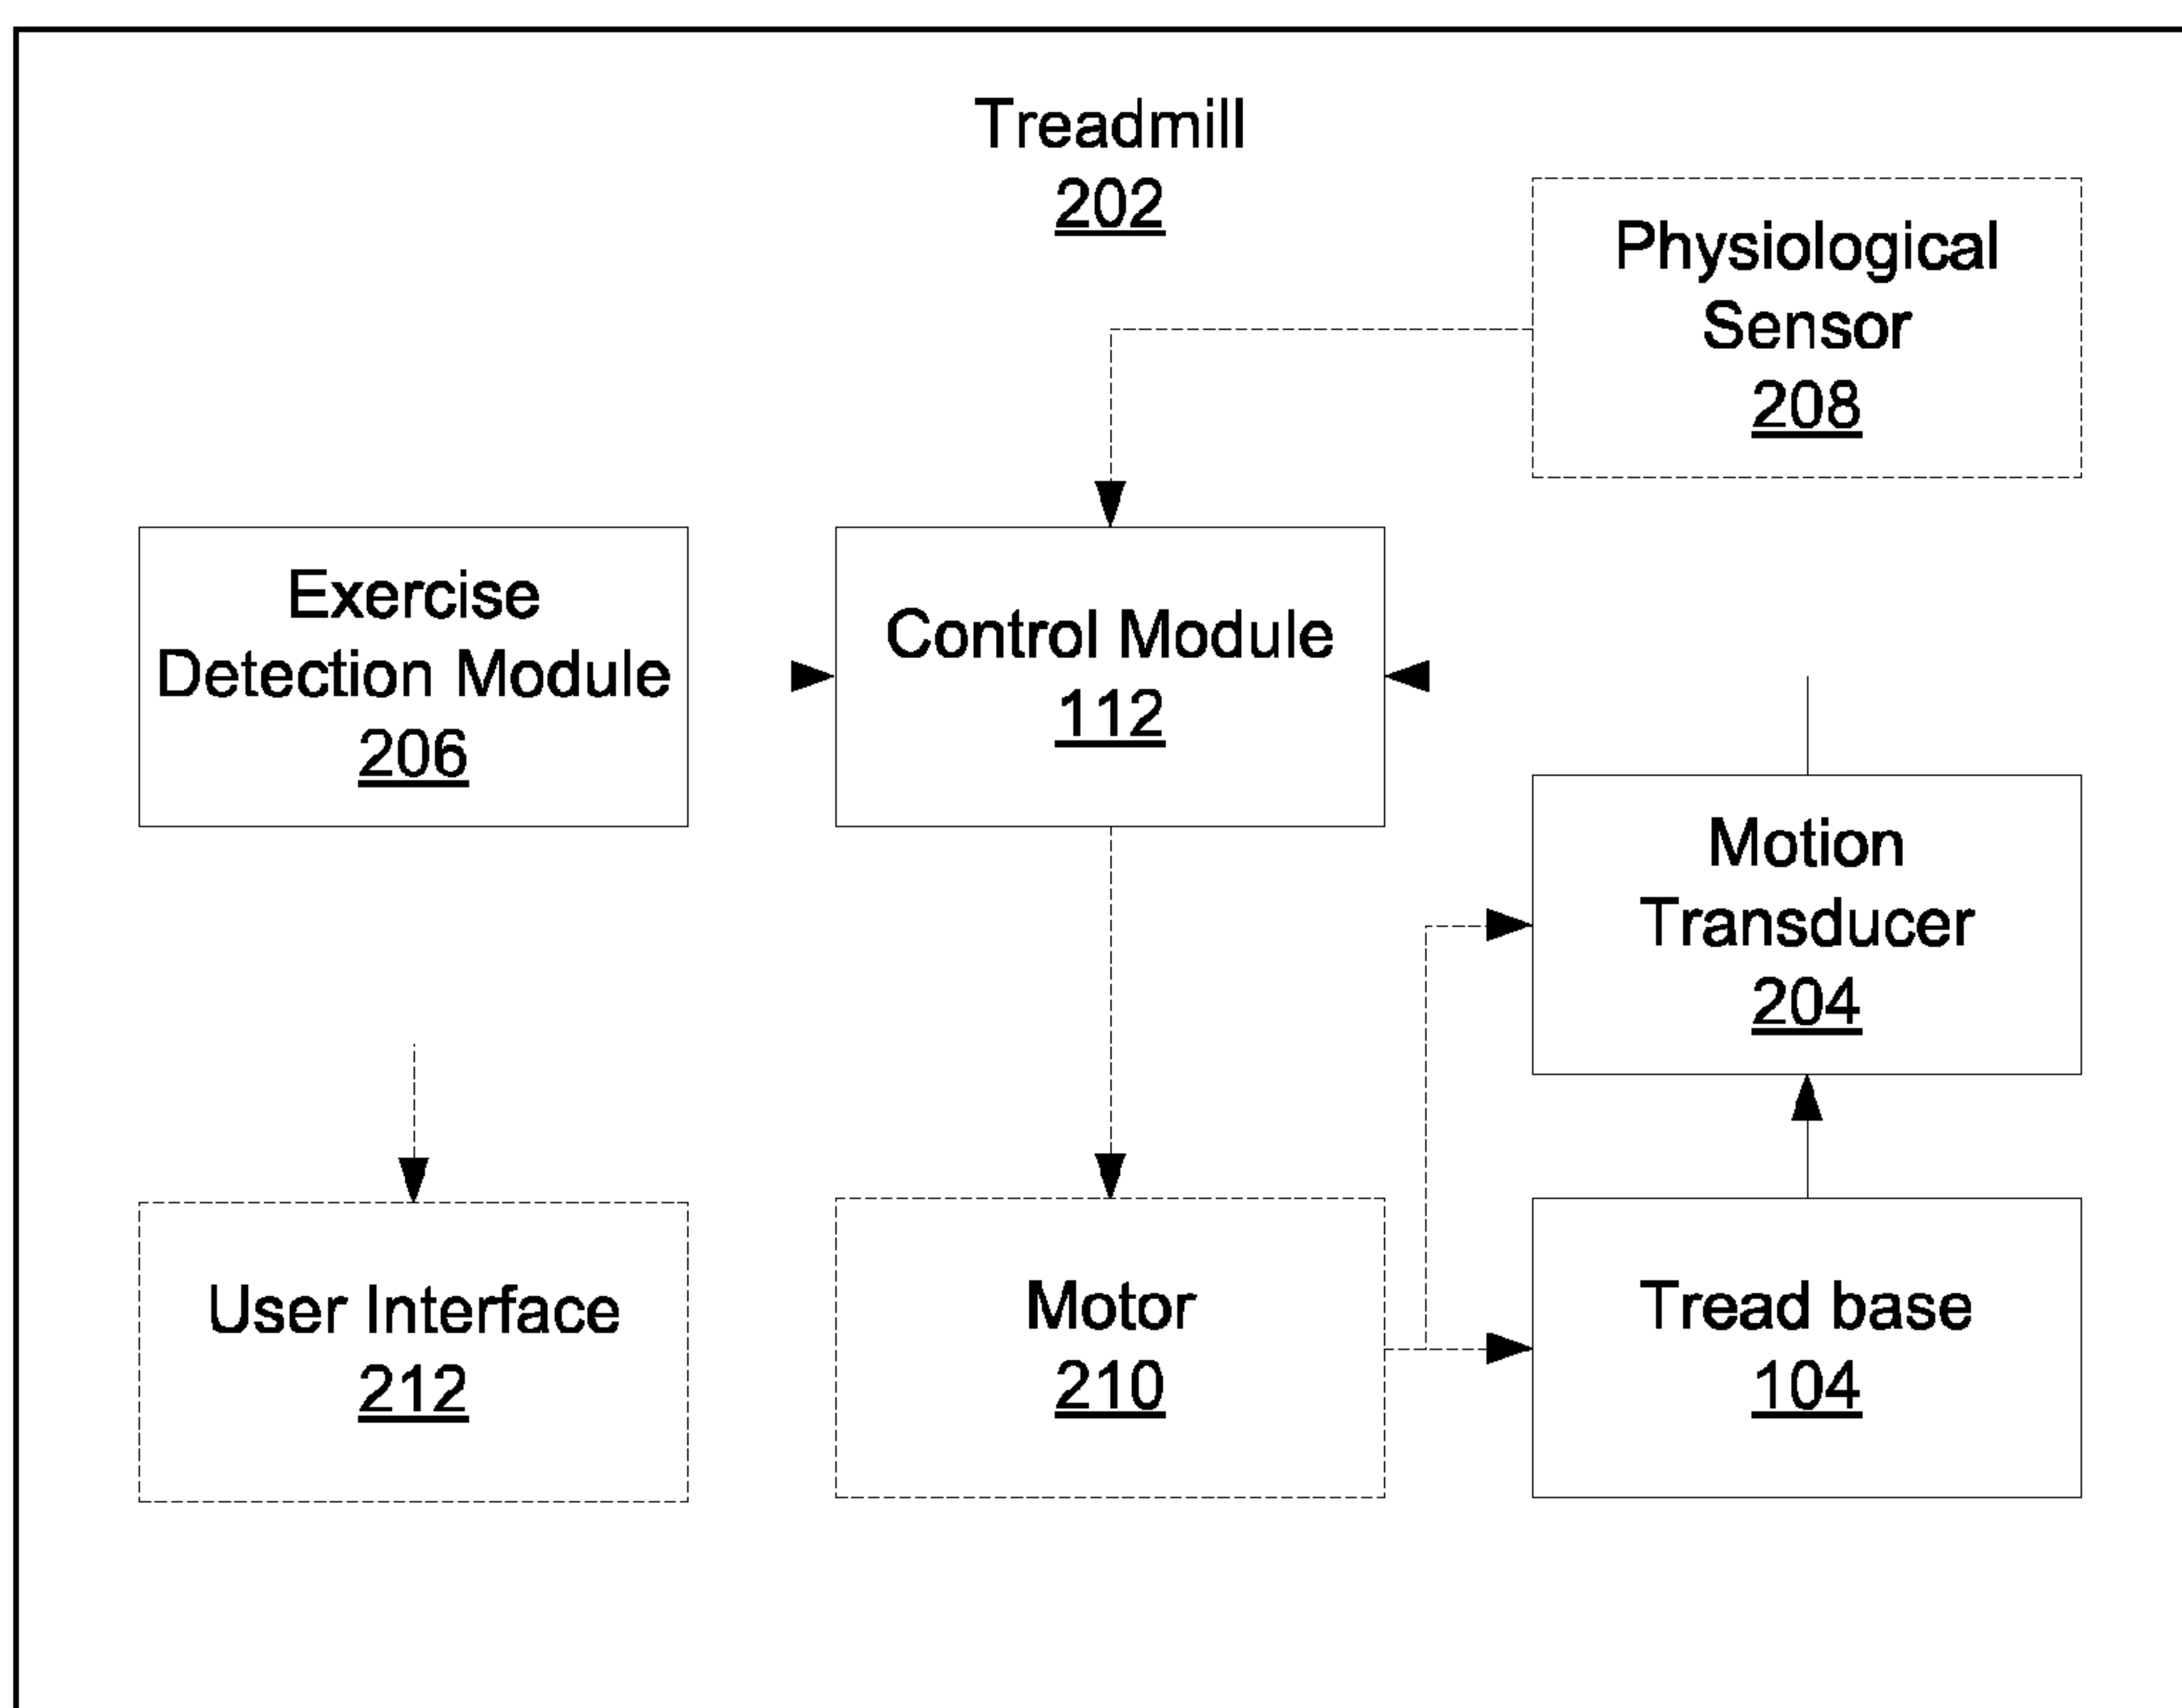 Treadmill
202
Physiological
Sensor
208
Exercise
Detection Module
206
Control Module
112
Motion
Transducer
204
User Interface
212
Motor
210
Tread base
104